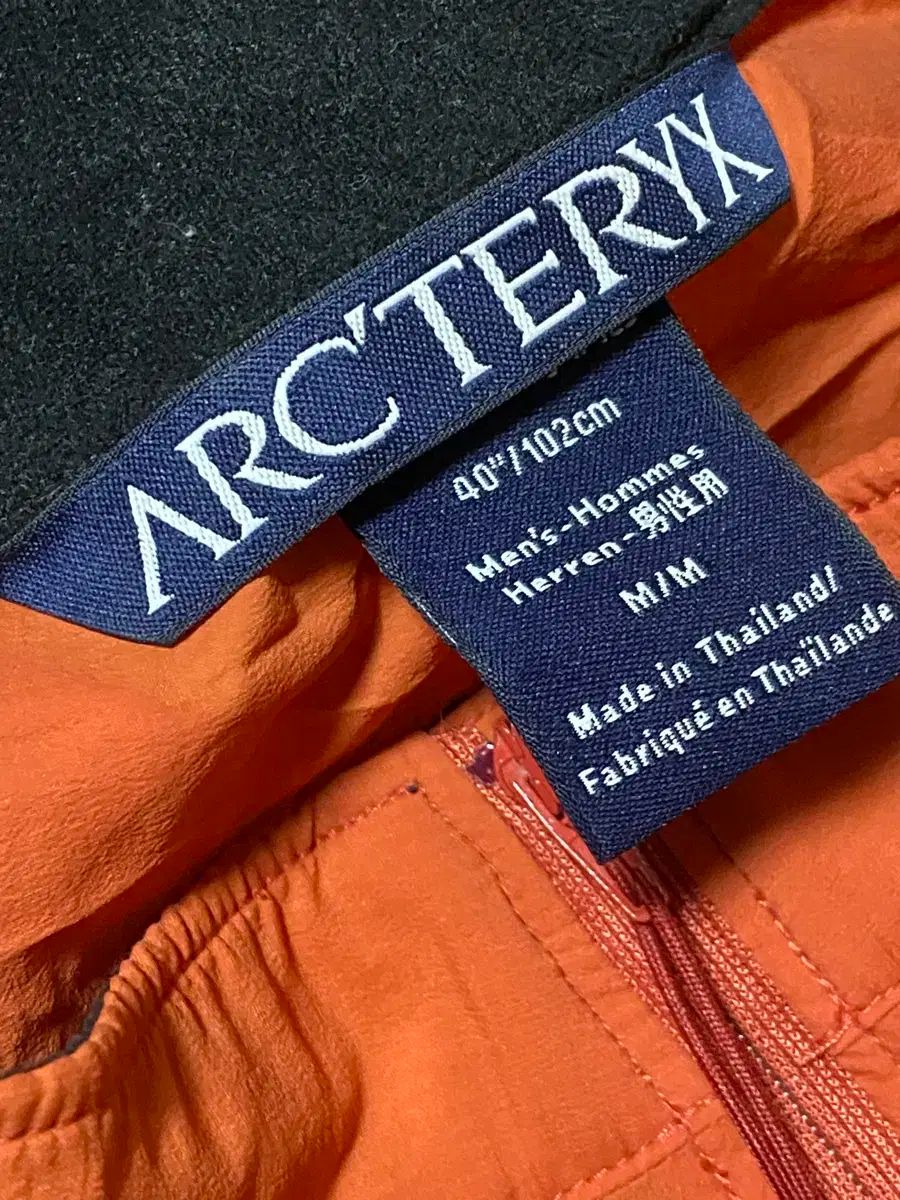 ARC'TERYX
40"/102cm
Men's-Hommes
Herren-男性用
M/M
Made in Thailand/
Fabriqué en Thaïlande